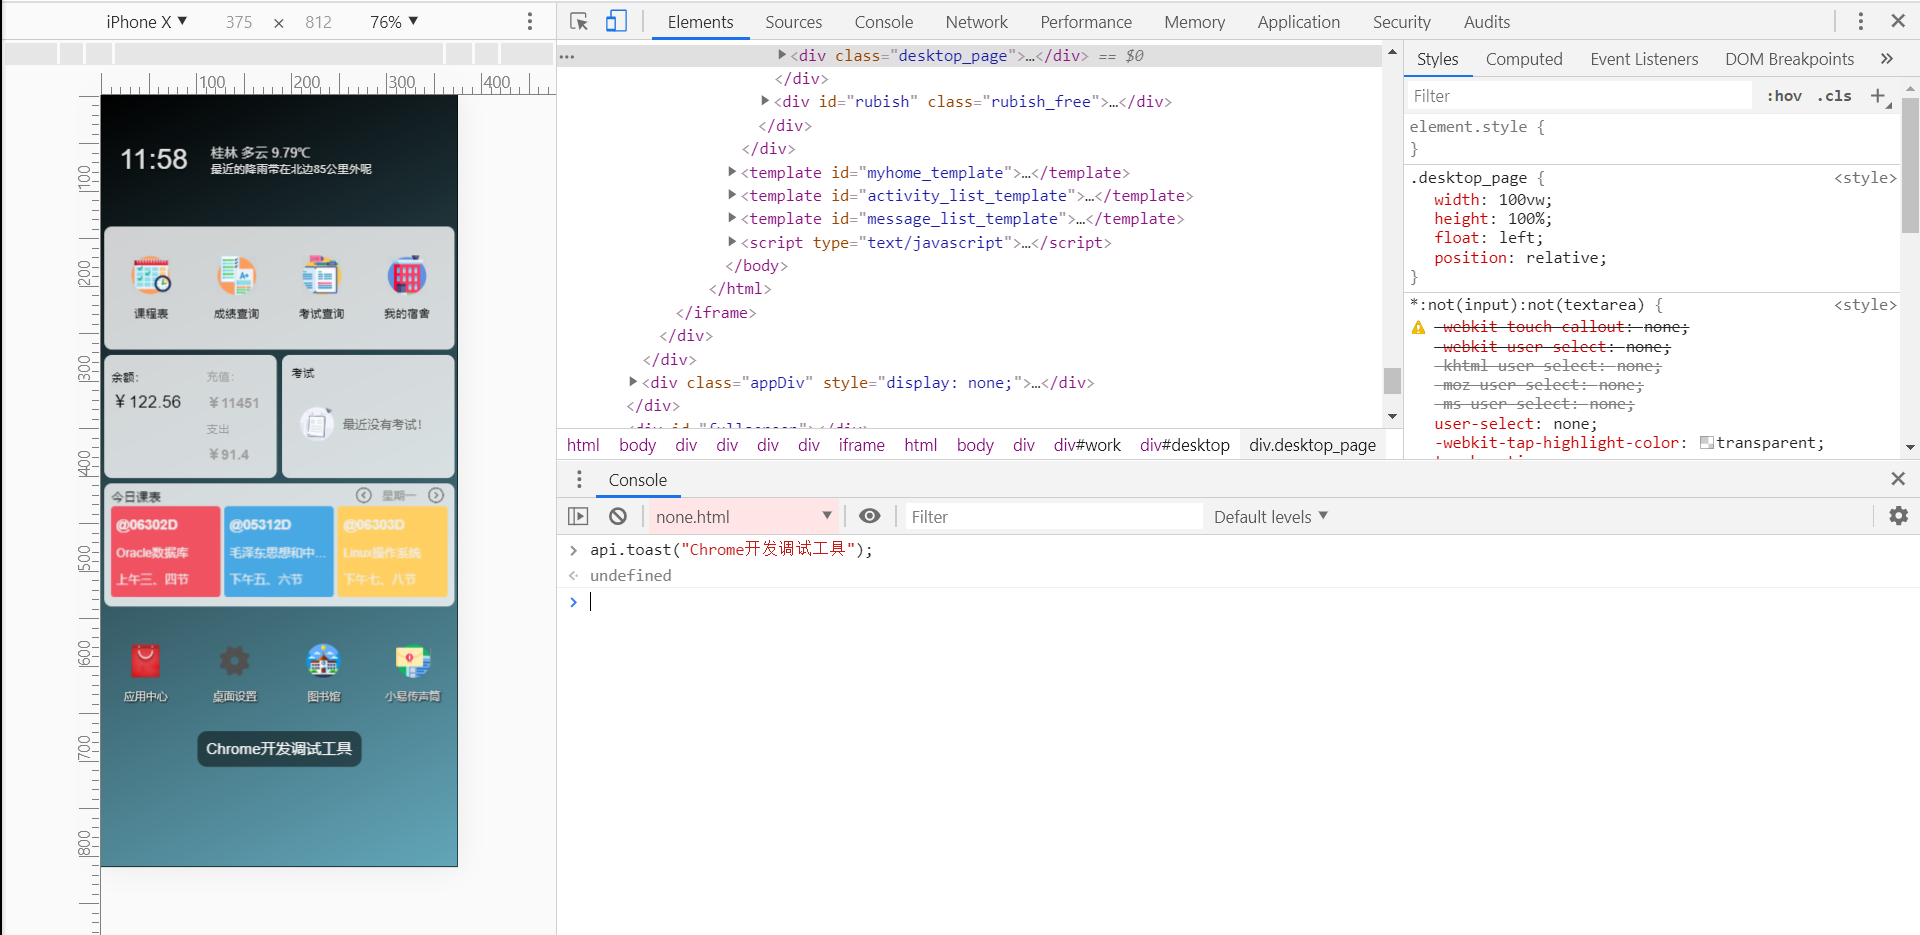 iPhone X ▼ 375 × 812 76% ▼
100 200 300 400
100
200
300
400
500
600
700
800
11:58
桂林 多云 9.79℃
最近的降雨带在北边85公里外呢
课程表 成绩查询 考试查询 我的宿舍
余额: 充值:
¥ 122.56 ¥ 11451
支出
¥ 91.4
考试
最近没有考试!
今日课表 星期一
@06302D @05312D @06303D
Oracle数据库 毛泽东思想和中... Linux操作系统
上午三、四节 下午五、六节 下午七、八节
应用中心 桌面设置 图书馆 小易传声筒
Chrome开发调试工具
Elements Sources Console Network Performance Memory Application Security Audits
<div class="desktop_page">…</div> == $0
</div>
<div id="rubish" class="rubish_free">…</div>
</div>
</div>
<template id="myhome_template">…</template>
<template id="activity_list_template">…</template>
<template id="message_list_template">…</template>
<script type="text/javascript">…</script>
</body>
</html>
</iframe>
</div>
</div>
<div class="appDiv" style="display: none;">…</div>
</div>
<div id="fullscreen"></div>
html body div div div div iframe html body div div#work div#desktop div.desktop_page
Styles Computed Event Listeners DOM Breakpoints »
Filter :hov .cls +
element.style {
}
.desktop_page { <style>
width: 100vw;
height: 100%;
float: left;
position: relative;
}
*:not(input):not(textarea) { <style>
-webkit-touch-callout: none;
-webkit-user-select: none;
-khtml-user-select: none;
-moz-user-select: none;
-ms-user-select: none;
user-select: none;
-webkit-tap-highlight-color: transparent;
Console
none.html ▼ Filter Default levels ▼
> api.toast("Chrome开发调试工具");
undefined
>